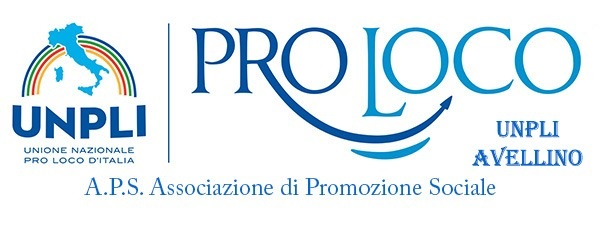 UNPLI
UNIONE NAZIONALE
PRO LOCO D'ITALIA
PRO LOCO
UNPLI
AVELLINO
A.P.S. Associazione di Promozione Sociale